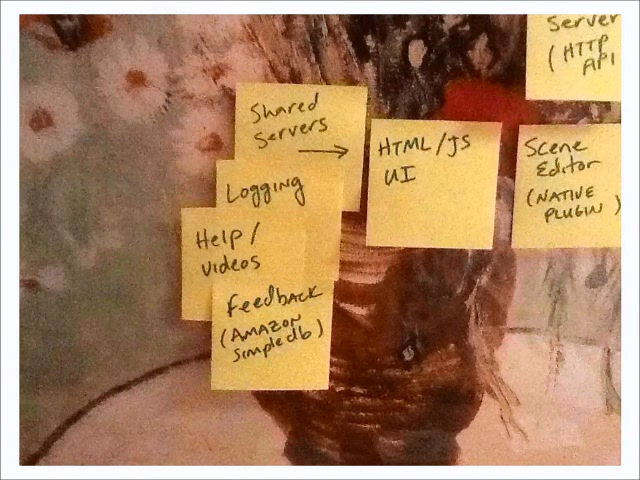 Shared
Servers
Logging
Help/
Videos
Feedback
(AMAZON
Simpledb)
HTML/JS
UI
Server
(HTTP
API
Scene
Editor
(NATIVE
PLUGIN)